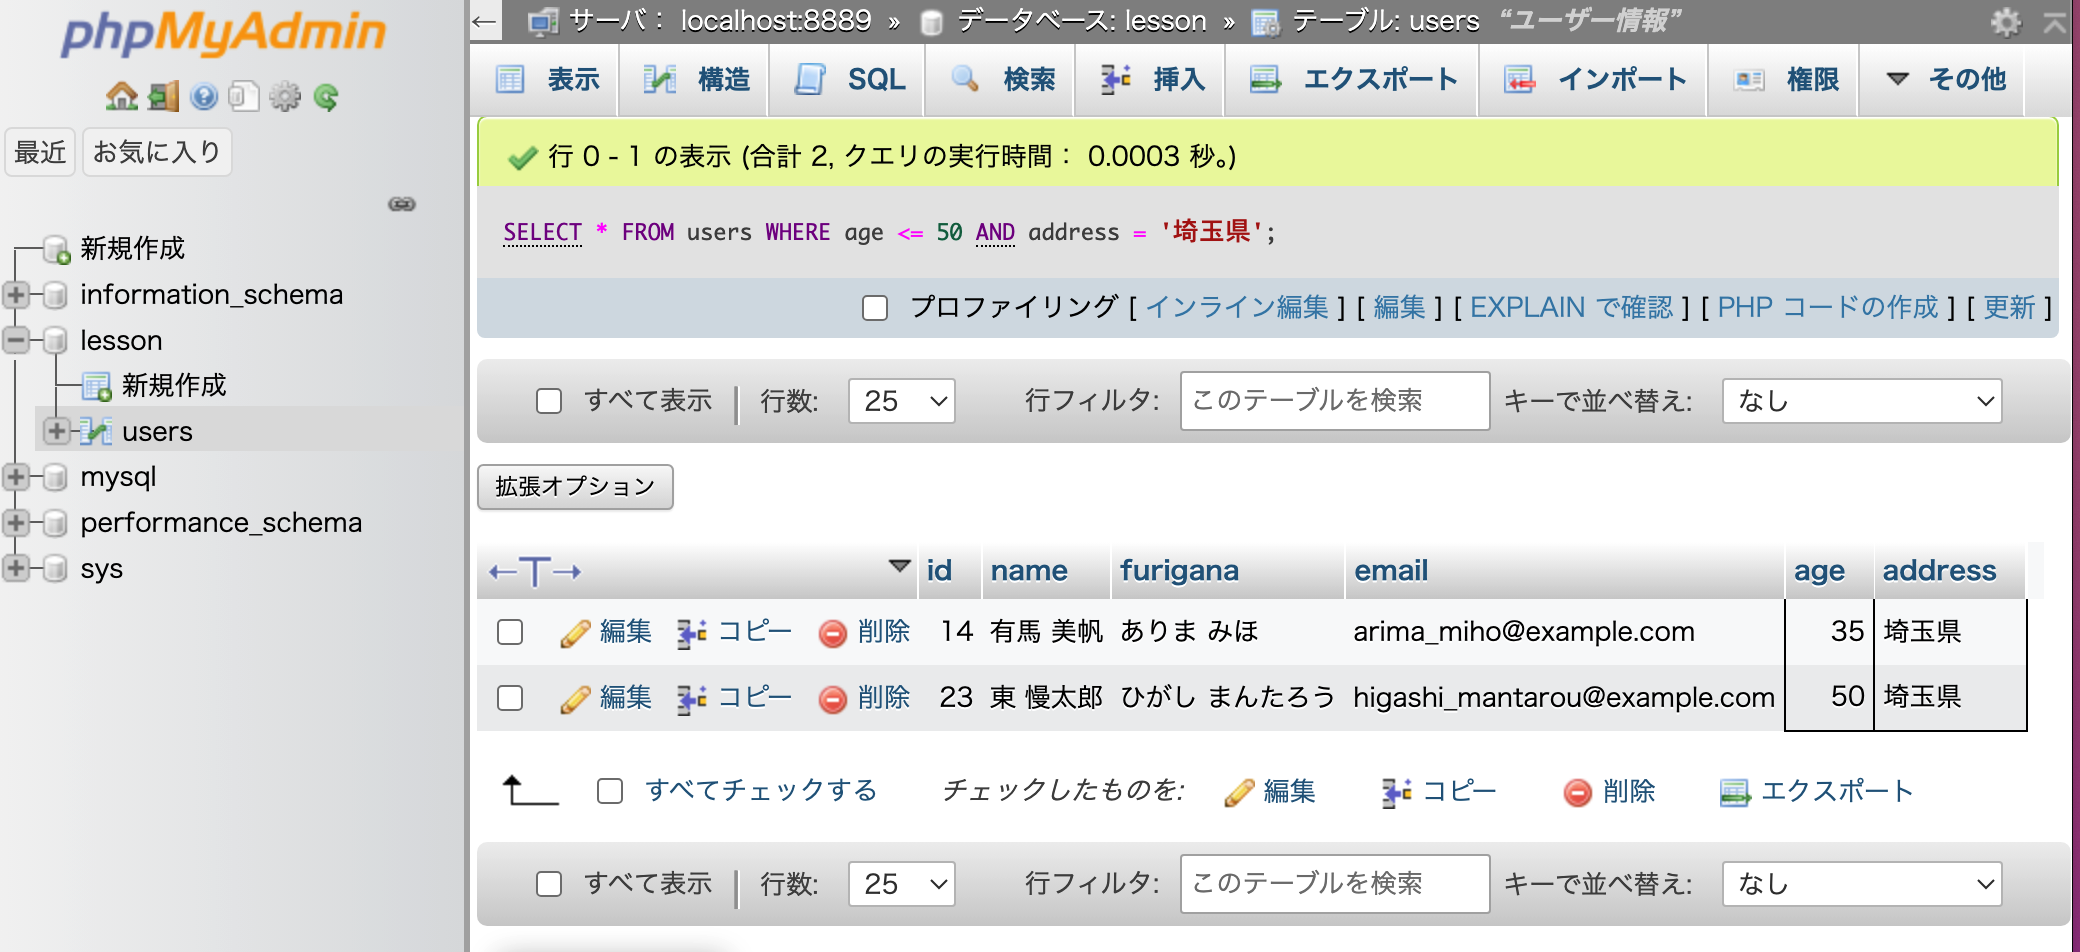 phpMyAdmin
最近 お気に入り
新規作成
information_schema
lesson
新規作成
users
mysql
performance_schema
sys
サーバ： localhost:8889 » データベース: lesson » テーブル: users “ユーザー情報”
表示 構造 SQL 検索 挿入 エクスポート インポート 権限 その他
行 0 - 1 の表示 (合計 2, クエリの実行時間： 0.0003 秒。)
SELECT * FROM users WHERE age <= 50 AND address = '埼玉県';
プロファイリング [ インライン編集 ] [ 編集 ] [ EXPLAIN で確認 ] [ PHP コードの作成 ] [ 更新 ]
すべて表示 行数: 25 行フィルタ: このテーブルを検索 キーで並べ替え: なし
拡張オプション
←T→ id name furigana email age address
編集 コピー 削除 14 有馬 美帆 ありま みほ arima_miho@example.com 35 埼玉県
編集 コピー 削除 23 東 慢太郎 ひがし まんたろう higashi_mantarou@example.com 50 埼玉県
すべてチェックする チェックしたものを: 編集 コピー 削除 エクスポート
すべて表示 行数: 25 行フィルタ: このテーブルを検索 キーで並べ替え: なし